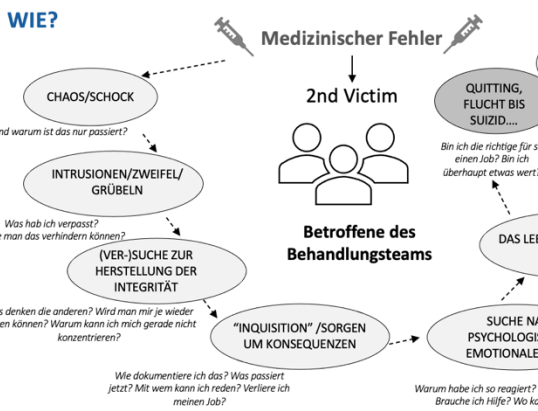 WIE?
Medizinischer Fehler
2nd Victim
Betroffene des
Behandlungsteams
CHAOS/SCHOCK
warum ist das nur passiert?
INTRUSIONEN/ZWEIFEL/
GRÜBELN
Was hab ich verpasst?
man das verhindern können?
(VER-)SUCHE ZUR
HERSTELLUNG DER
INTEGRITÄT
denken die anderen? Wird man mir je wieder
können? Warum kann ich mich gerade nicht
konzentrieren?
"INQUISITION" /SORGEN
UM KONSEQUENZEN
Wie dokumentiere ich das? Was passiert
jetzt? Mit wem kann ich reden? Verliere ich
meinen Job?
SUCHE
EMOTIONALE
Warum habe ich so reagiert?
Brauche ich Hilfe? Wo
DAS
QUITTING,
FLUCHT BIS
SUIZID....
Bin ich die richtige für
einen Job? Bin ich
überhaupt etwas wert?